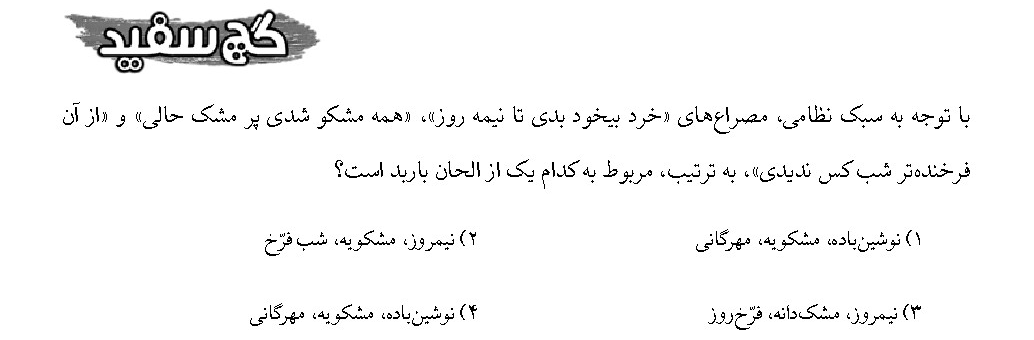 گچ سفید
با توجه به سبک نظامی، مصراع‌های «خرد بیخود بدی تا نیمه روز»، «همه مشکو شدی پر مشک حالی» و «از آن
فرخنده‌تر شب کس ندیدی»، به ترتیب، مربوط به کدام یک از الحان باربد است؟
۱) نوشین‌باده، مشکویه، مهرگانی
۲) نیمروز، مشکویه، شب فرّخ
۳) نیمروز، مشک‌دانه، فرّخ‌روز
۴) نوشین‌باده، مشکویه، مهرگانی